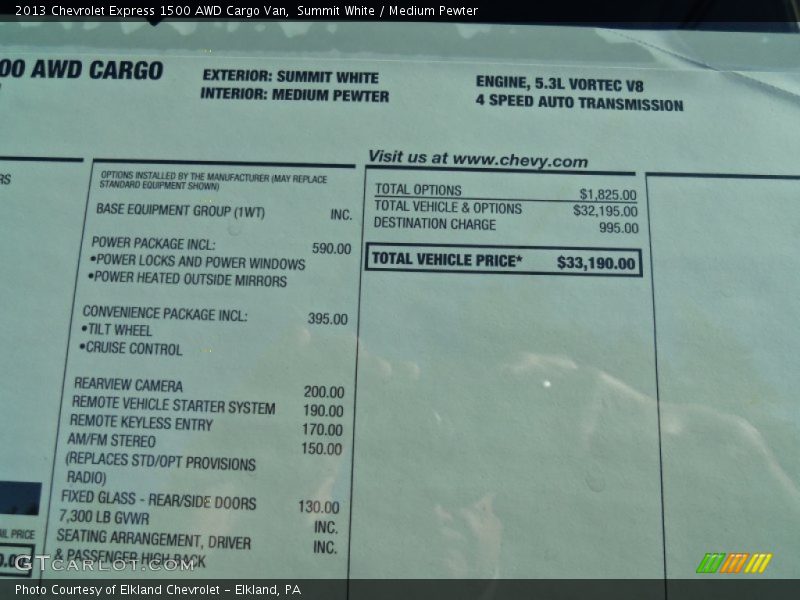 2013 Chevrolet Express 1500 AWD Cargo Van, Summit White / Medium Pewter
00 AWD CARGO
EXTERIOR: SUMMIT WHITE
INTERIOR: MEDIUM PEWTER
ENGINE, 5.3L VORTEC V8
4 SPEED AUTO TRANSMISSION
Visit us at www.chevy.com
RS
OPTIONS INSTALLED BY THE MANUFACTURER (MAY REPLACE
STANDARD EQUIPMENT SHOWN)
BASE EQUIPMENT GROUP (1WT) INC.
POWER PACKAGE INCL: 590.00
•POWER LOCKS AND POWER WINDOWS
•POWER HEATED OUTSIDE MIRRORS
CONVENIENCE PACKAGE INCL: 395.00
•TILT WHEEL
•CRUISE CONTROL
REARVIEW CAMERA 200.00
REMOTE VEHICLE STARTER SYSTEM 190.00
REMOTE KEYLESS ENTRY 170.00
AM/FM STEREO 150.00
(REPLACES STD/OPT PROVISIONS
RADIO)
FIXED GLASS - REAR/SIDE DOORS 130.00
7,300 LB GVWR INC.
SEATING ARRANGEMENT, DRIVER INC.
& PASSENGER HIGH BACK
TOTAL OPTIONS $1,825.00
TOTAL VEHICLE & OPTIONS $32,195.00
DESTINATION CHARGE 995.00
TOTAL VEHICLE PRICE* $33,190.00
PRICE
GTcarlot.com
Photo Courtesy of Elkland Chevrolet - Elkland, PA